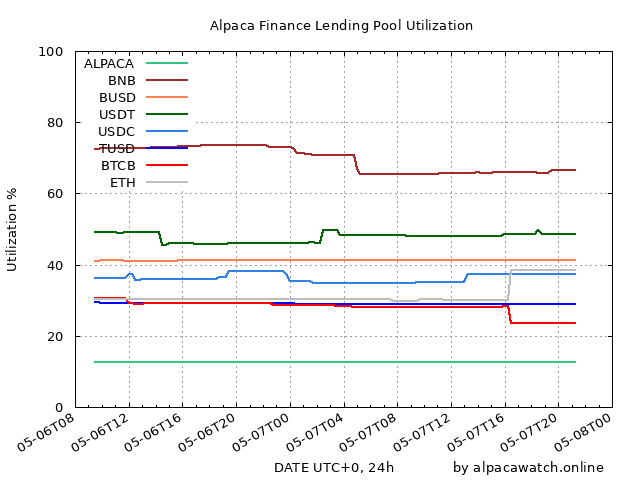 Alpaca Finance Lending Pool Utilization
Utilization %
100
80
60
40
20
0
ALPACA
BNB
BUSD
USDT
USDC
TUSD
BTCB
ETH
05-06T08
05-06T12
05-06T16
05-06T20
05-07T00
05-07T04
05-07T08
05-07T12
05-07T16
05-07T20
05-08T00
DATE UTC+0, 24h
by alpacawatch.online